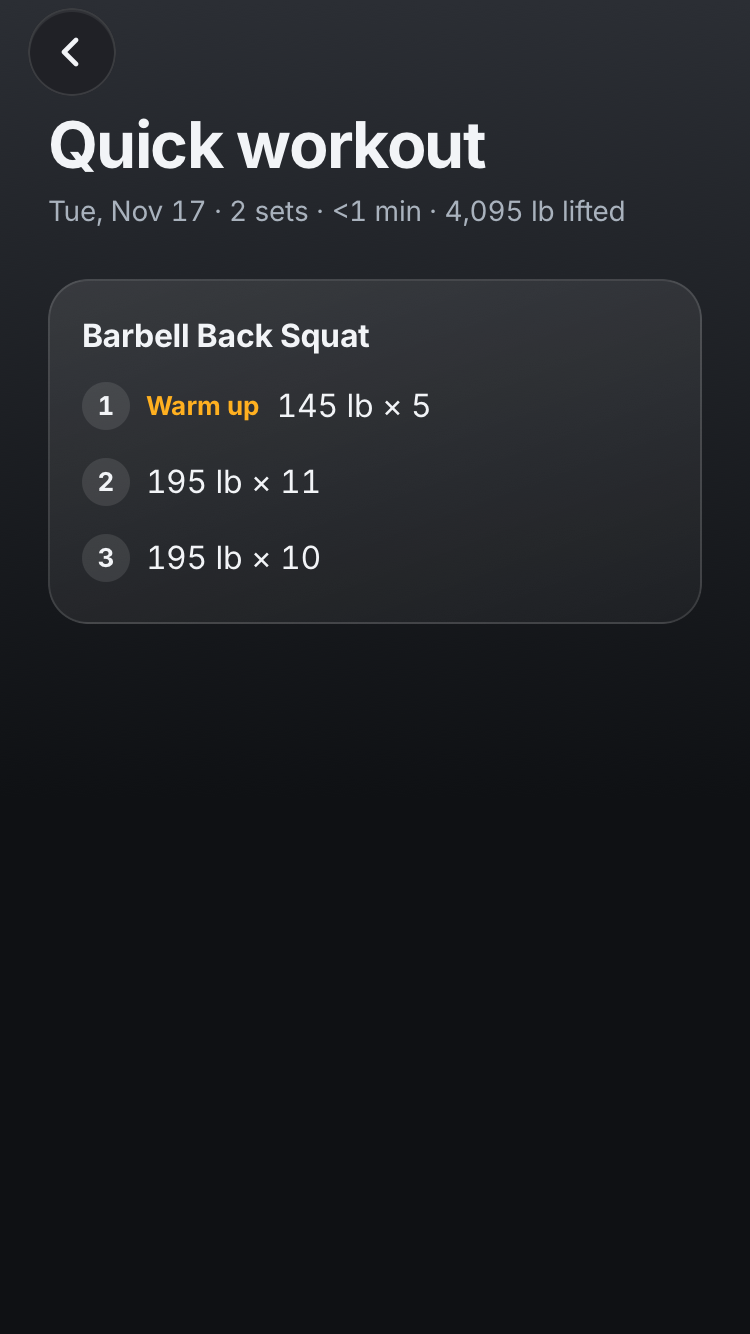 Quick workout
Tue, Nov 17 · 2 sets · <1 min · 4,095 lb lifted
Barbell Back Squat
1 Warm up 145 lb × 5
2 195 lb × 11
3 195 lb × 10